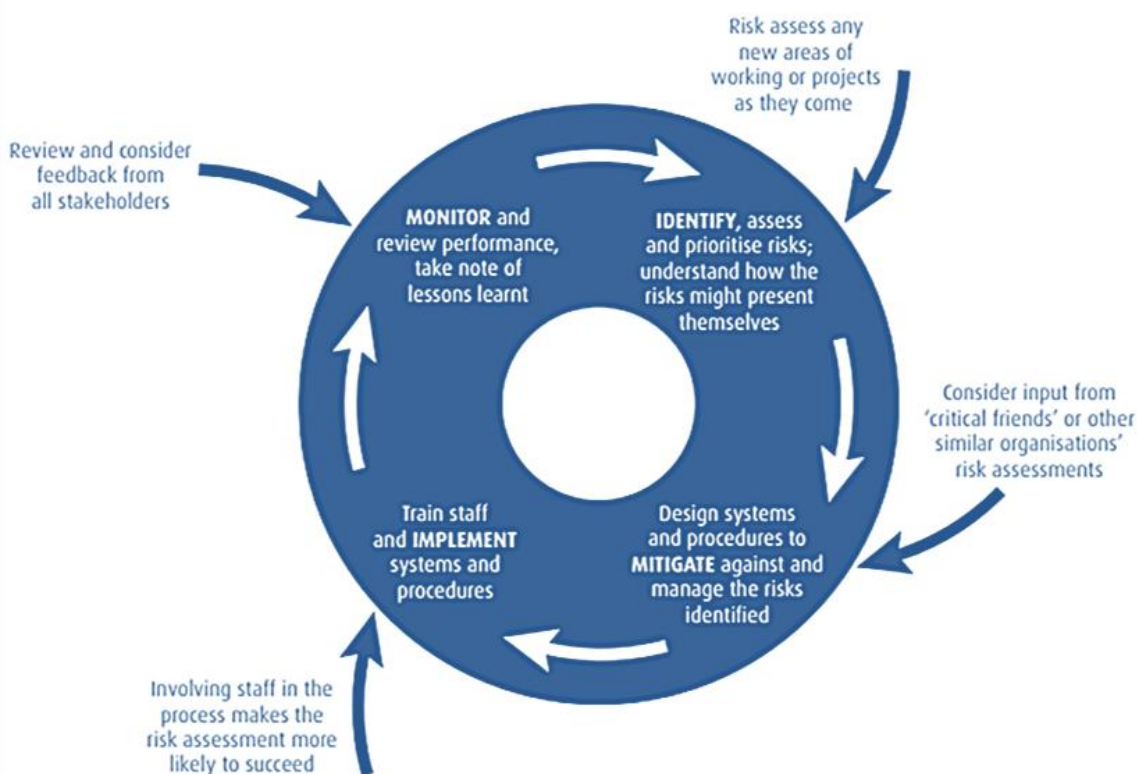 Risk assess any
new areas of
working or projects
as they come
Review and consider
feedback from
all stakeholders
MONITOR and
review performance,
take note of
lessons learnt
IDENTIFY, assess
and prioritise risks;
understand how the
risks might present
themselves
Consider input from
‘critical friends’ or other
similar organisations’
risk assessments
Train staff
and IMPLEMENT
systems and
procedures
Design systems
and procedures to
MITIGATE against and
manage the risks
identified
Involving staff in the
process makes the
risk assessment more
likely to succeed